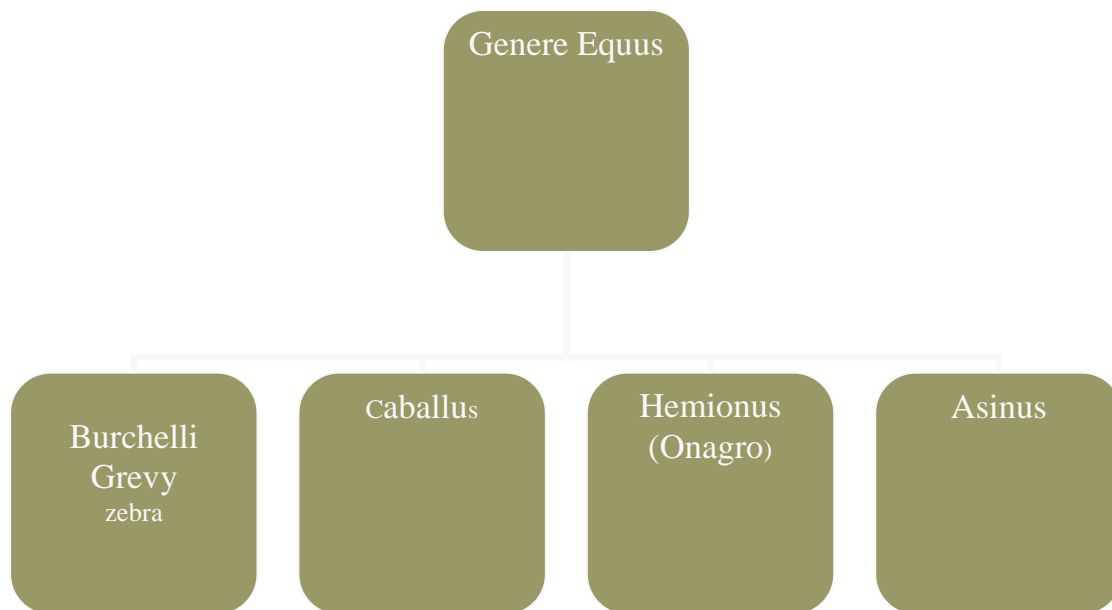 Genere Equus
Burchelli
Grevy
zebra
Caballus
Hemionus
(Onagro)
Asinus